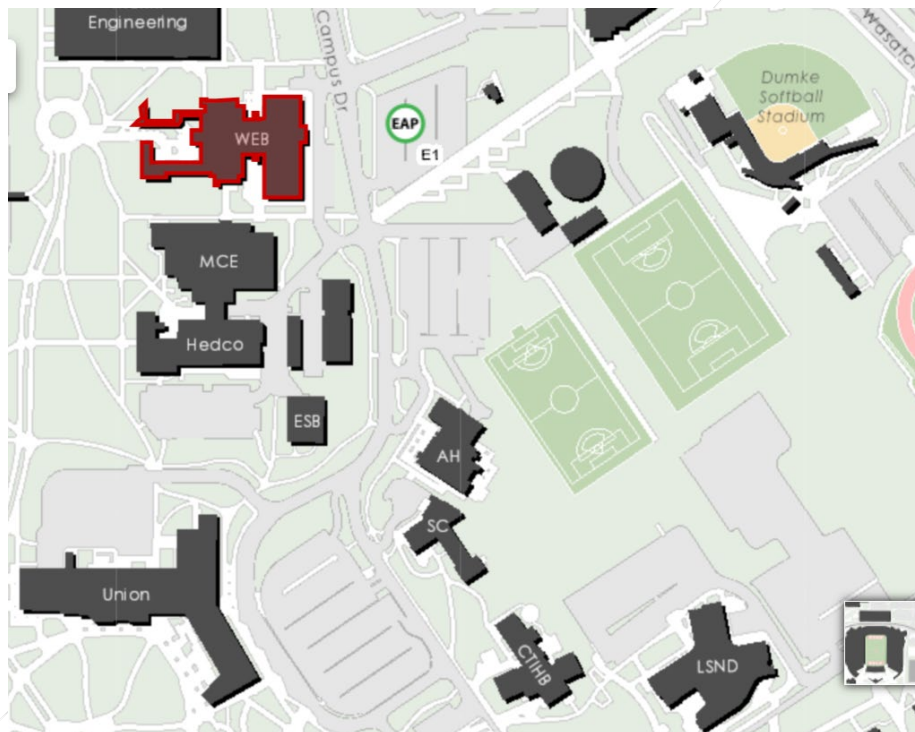 Engineering
Campus Dr
Wasatch
Dumke
Softball
Stadium
WEB
EAP
E1
MCE
Hedco
ESB
AH
SC
Union
CTIHB
LSND